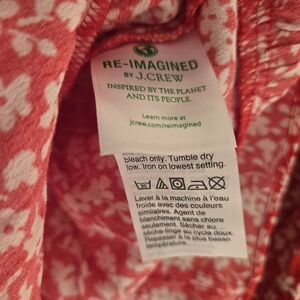 RE-IMAGINED
BY J.CREW
INSPIRED BY THE PLANET
AND ITS PEOPLE.
Learn more at
jcrew.com/reimagined
bleach only. Tumble dry
low. Iron on lowest setting.
Laver à la machine à l'eau
froide avec des couleurs
similaires. Agent de
blanchiment sans chlore
seulement. Sécher au
sèche-linge au cycle doux.
Repasser à la plus basse
température.